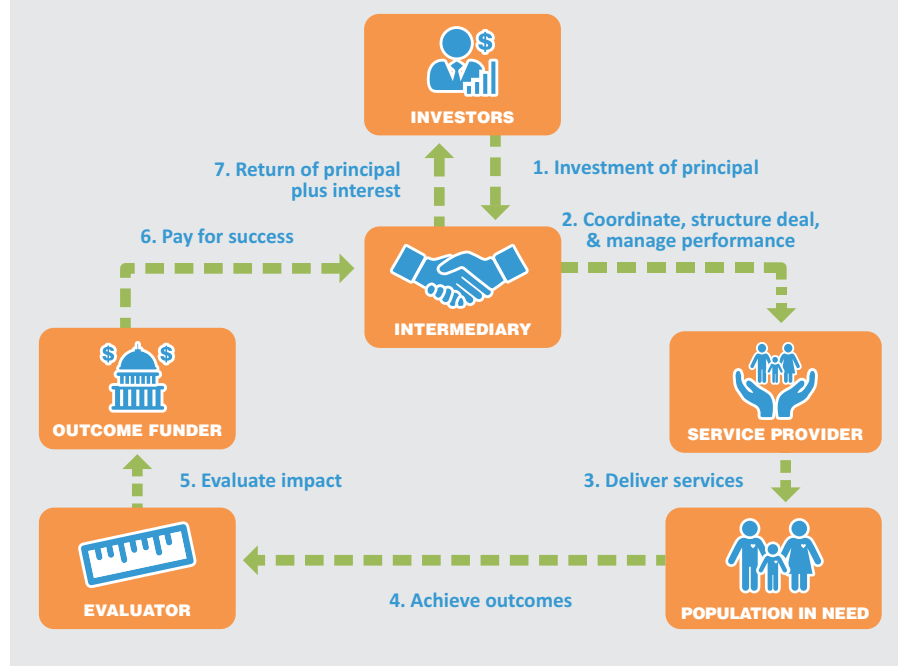 $
INVESTORS
7. Return of principal
plus interest
1. Investment of principal
6. Pay for success
2. Coordinate, structure deal,
& manage performance
INTERMEDIARY
$ $
OUTCOME FUNDER
SERVICE PROVIDER
5. Evaluate impact
3. Deliver services
EVALUATOR
4. Achieve outcomes
POPULATION IN NEED